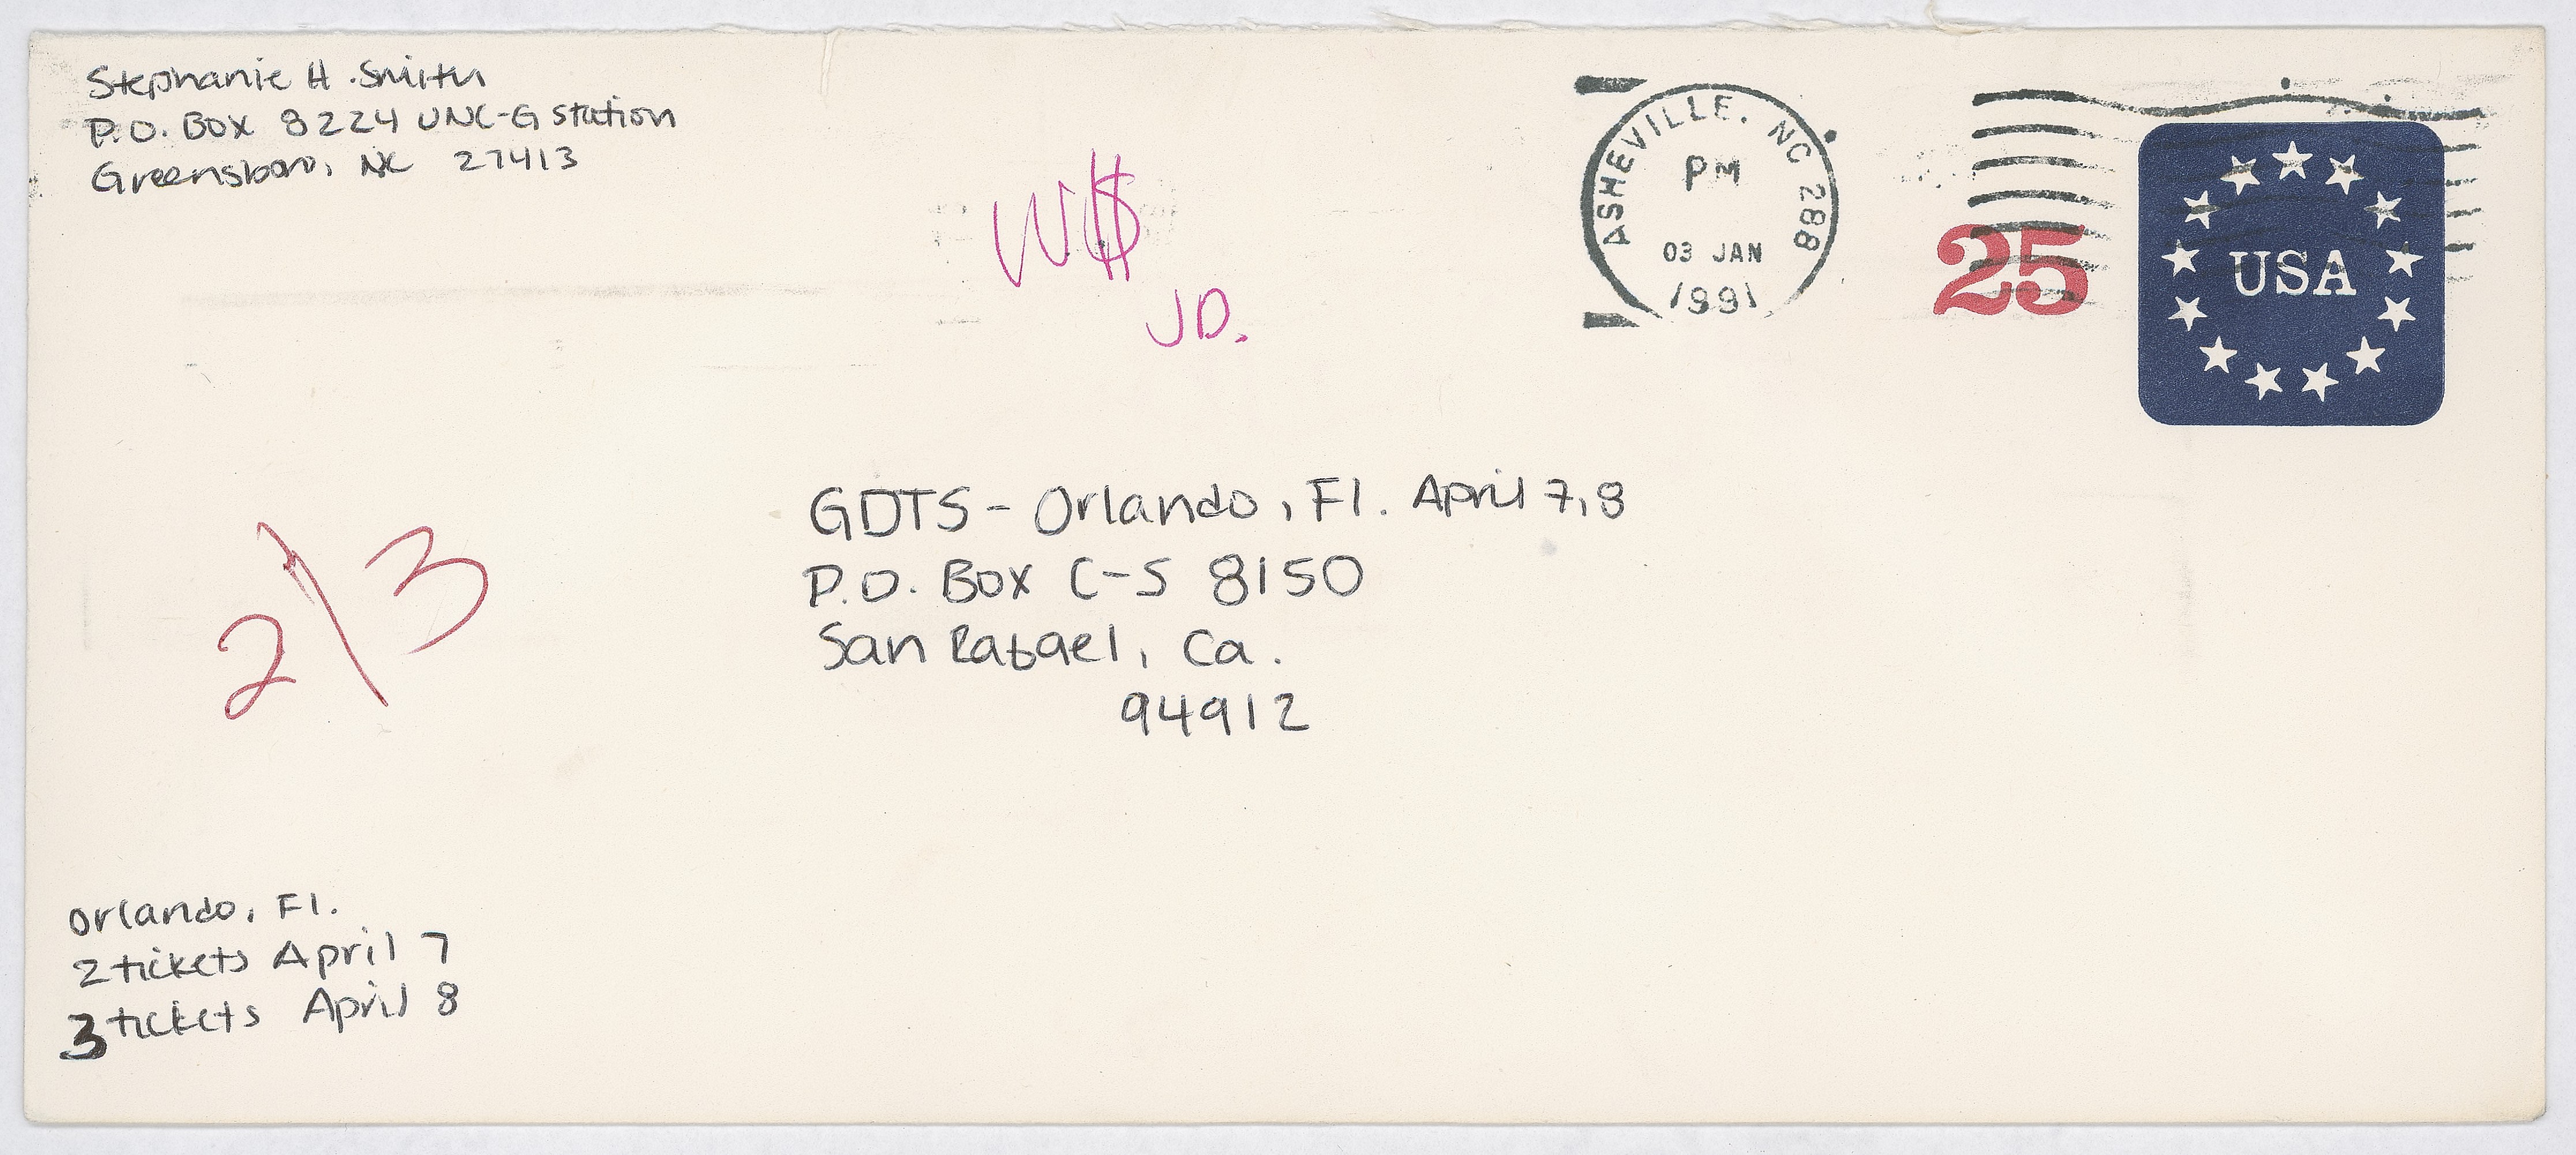 Stephanie H. Smith
P.O. Box 8224 UNC-G Station
Greensboro, NC 27413
W$
JD.
ASHEVILLE, NC 288
PM
03 JAN
1991
25
USA
GDTS - Orlando, Fl. April 7,8
P.O. Box C-S 8150
San Rafael, Ca.
94912
2\3
Orlando, Fl.
2 tickets April 7
3 tickets April 8